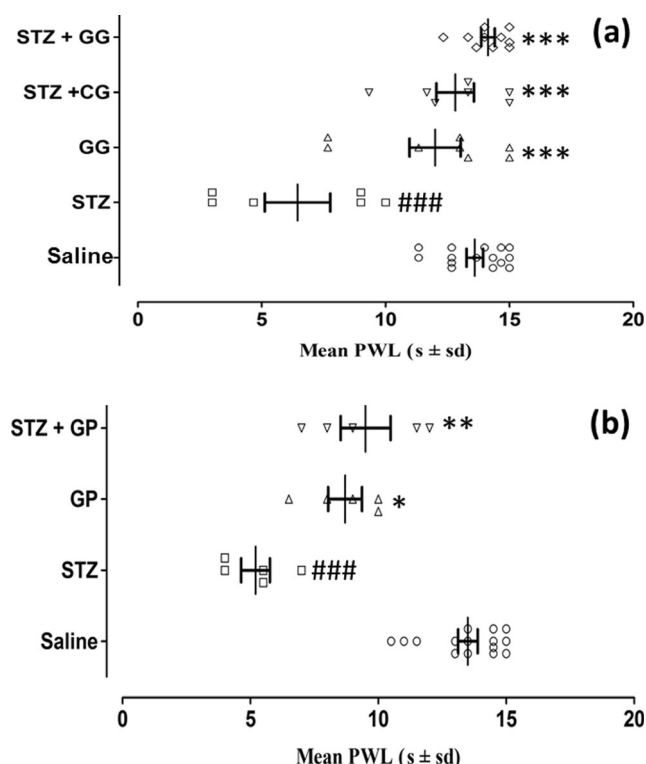 (a)
STZ + GG ***
STZ +CG ***
GG ***
STZ ###
Saline
0 5 10 15 20
Mean PWL (s ± sd)
(b)
STZ + GP **
GP *
STZ ###
Saline
0 5 10 15 20
Mean PWL (s ± sd)